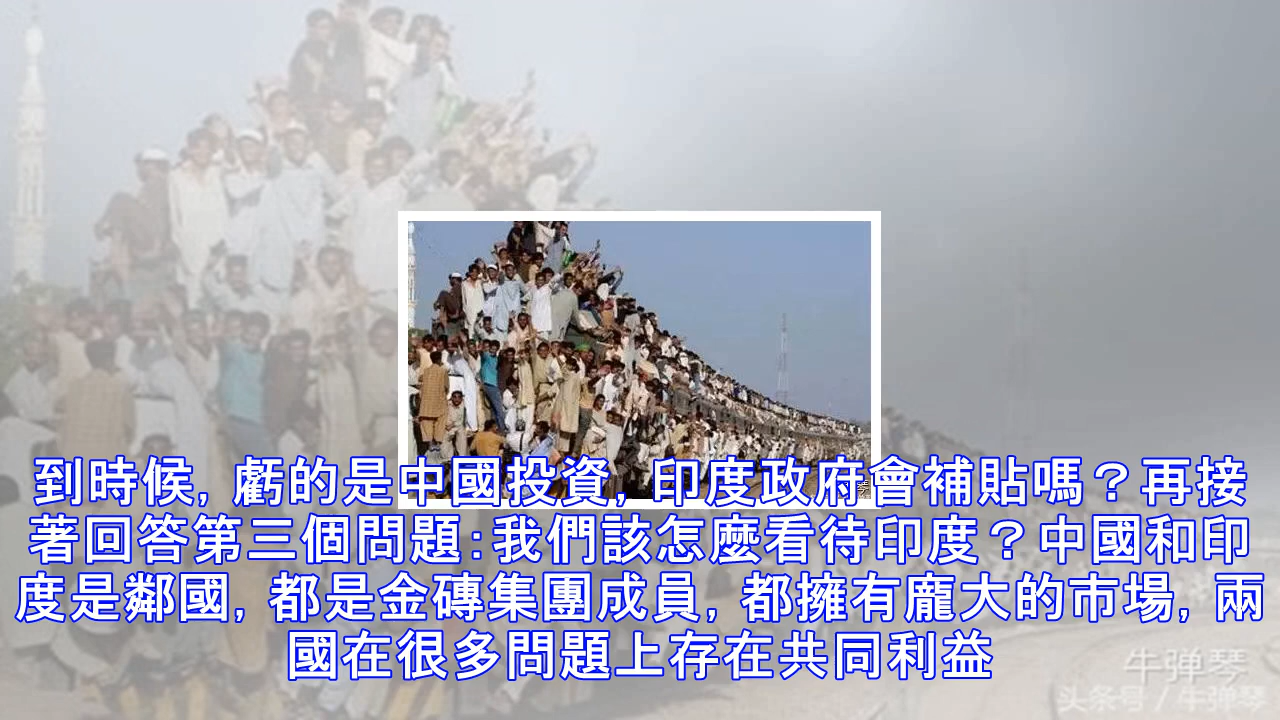 到時候, 虧的是中國投資, 印度政府會補貼嗎？再接
著回答第三個問題:我們該怎麼看待印度？中國和印
度是鄰國, 都是金磚集團成員, 都擁有龐大的市場, 兩
國在很多問題上存在共同利益
牛弹琴
头条号 / 牛弹琴